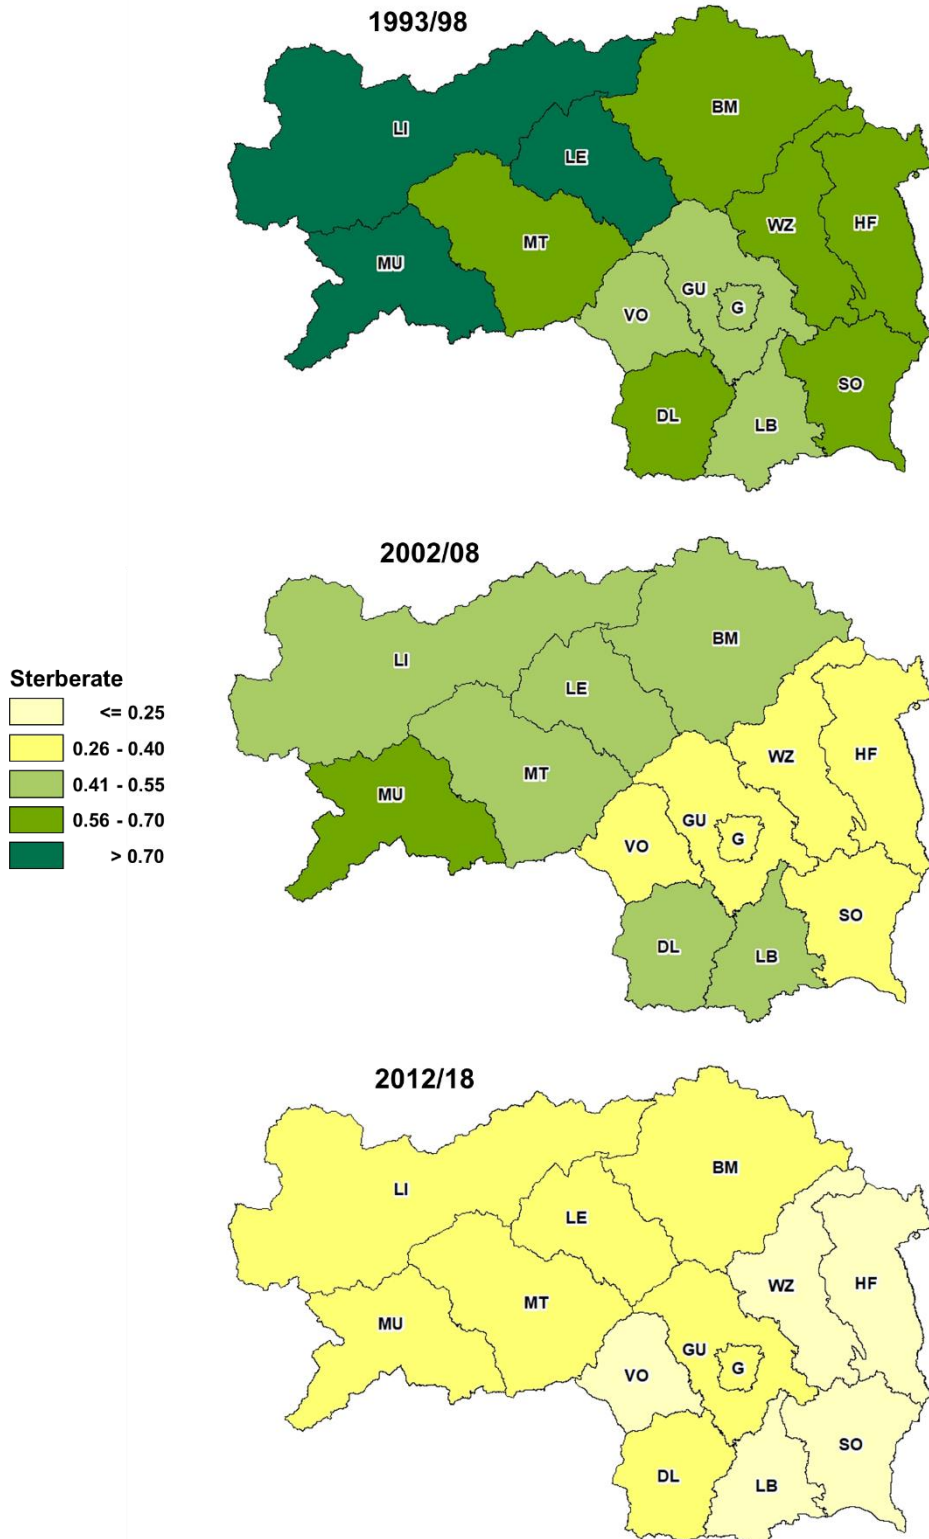 1993/98
LI
BM
LE
WZ
HF
MT
MU
GU
G
VO
SO
DL
LB
2002/08
LI
BM
LE
WZ
HF
MT
MU
GU
G
VO
SO
DL
LB
Sterberate
<= 0.25
0.26 - 0.40
0.41 - 0.55
0.56 - 0.70
> 0.70
2012/18
LI
BM
LE
WZ
HF
MT
MU
GU
G
VO
SO
DL
LB